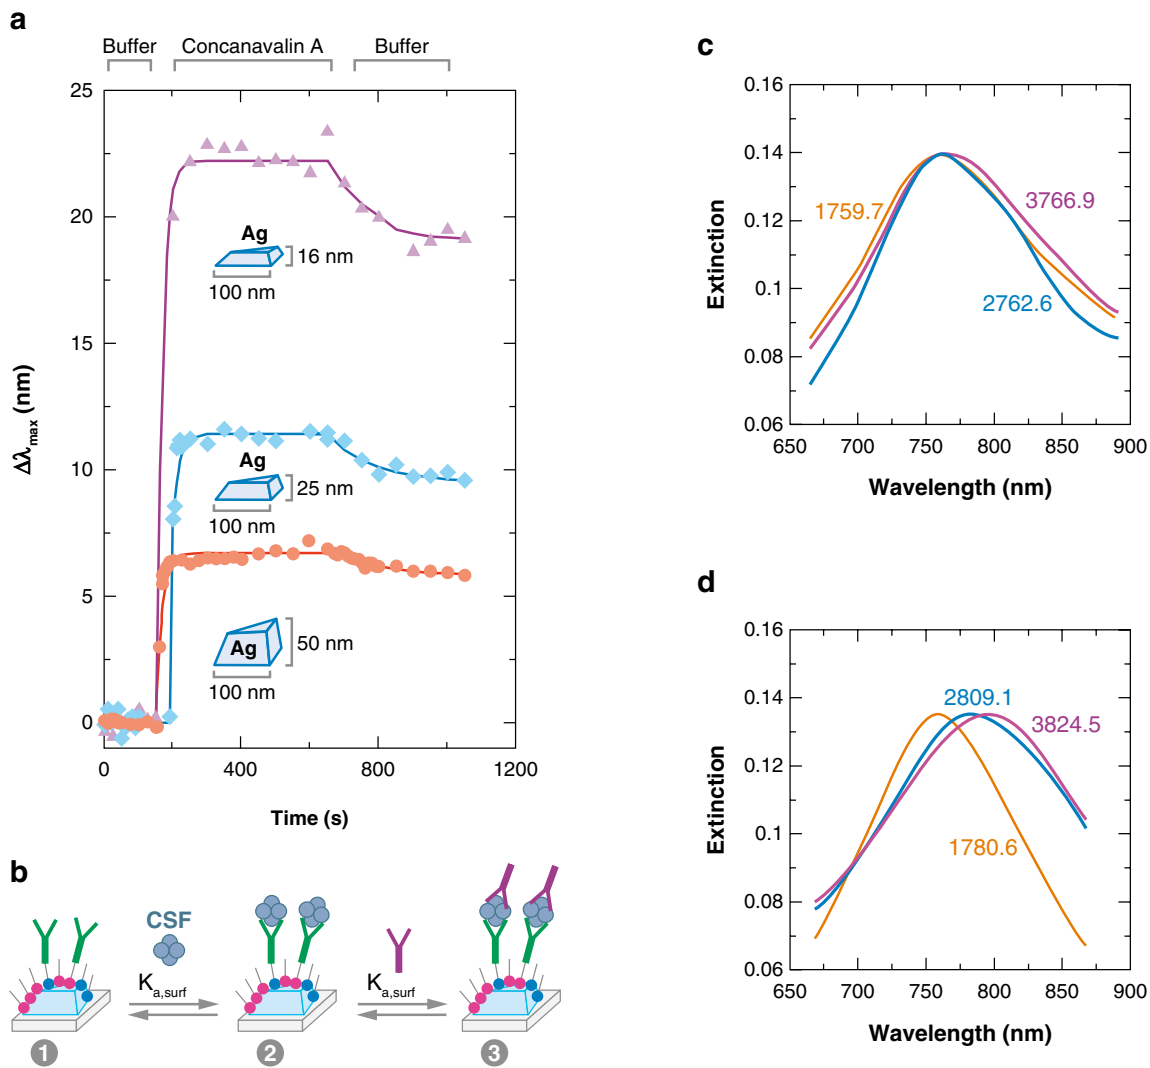 a
Buffer Concanavalin A Buffer
25
20
15
10
5
0
Δλmax (nm)
Ag
16 nm
100 nm
Ag
25 nm
100 nm
Ag
50 nm
100 nm
0 400 800 1200
Time (s)
b
CSF
Ka,surf
Ka,surf
1 2 3
c
0.16
0.14
0.12
0.1
0.08
0.06
Extinction
1759.7
3766.9
2762.6
650 700 750 800 850 900
Wavelength (nm)
d
0.16
0.14
0.12
0.1
0.08
0.06
Extinction
2809.1
3824.5
1780.6
650 700 750 800 850 900
Wavelength (nm)